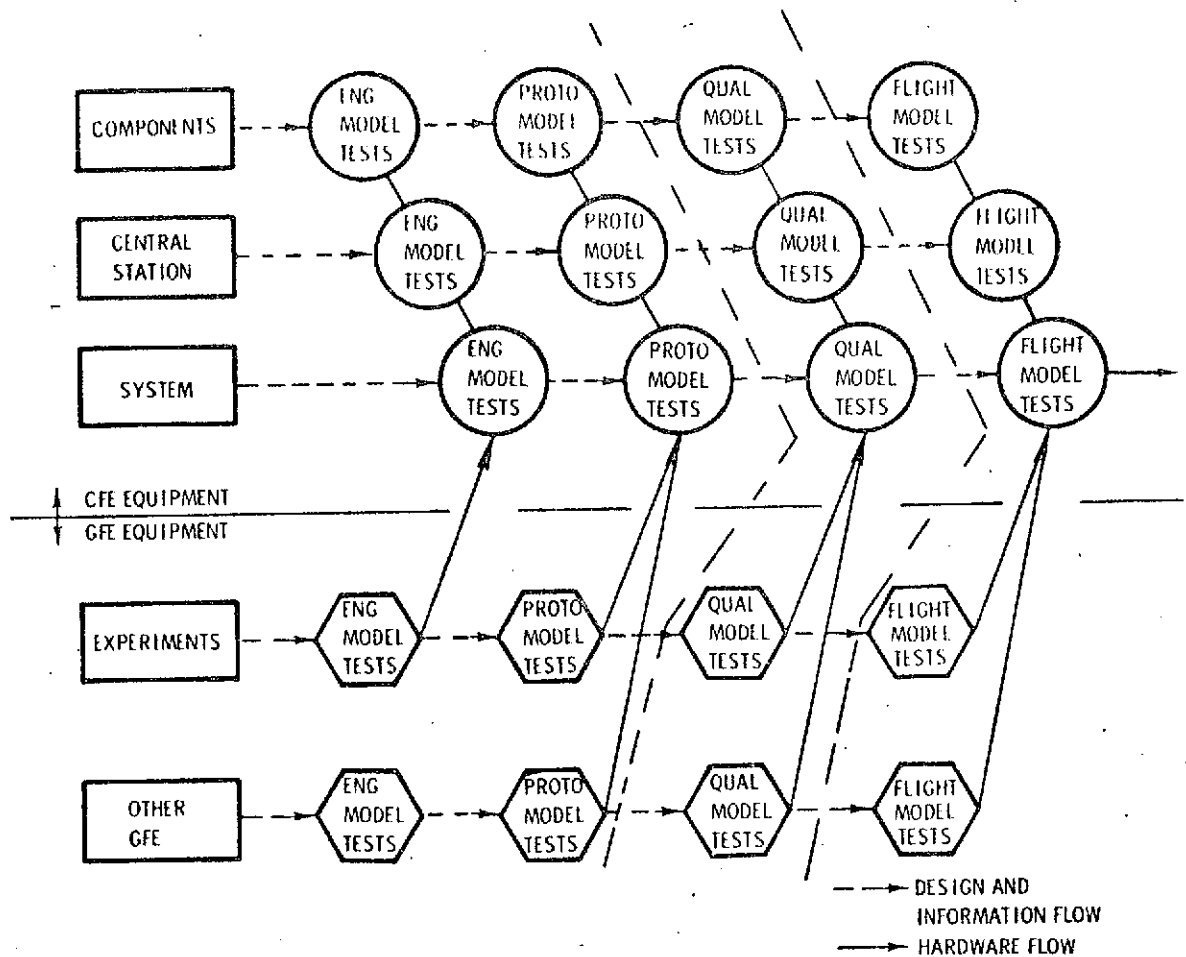 COMPONENTS
ENG
MODEL
TESTS
PROTO
MODEL
TESTS
QUAL
MODEL
TESTS
FLIGHT
MODEL
TESTS
CENTRAL
STATION
ENG
MODEL
TESTS
PROTO
MODEL
TESTS
QUAL
MODEL
TESTS
FLIGHT
MODEL
TESTS
SYSTEM
ENG
MODEL
TESTS
PROTO
MODEL
TESTS
QUAL
MODEL
TESTS
FLIGHT
MODEL
TESTS
CFE EQUIPMENT
GFE EQUIPMENT
EXPERIMENTS
ENG
MODEL
TESTS
PROTO
MODEL
TESTS
QUAL
MODEL
TESTS
FLIGHT
MODEL
TESTS
OTHER
GFE
ENG
MODEL
TESTS
PROTO
MODEL
TESTS
QUAL
MODEL
TESTS
FLIGHT
MODEL
TESTS
DESIGN AND
INFORMATION FLOW
HARDWARE FLOW